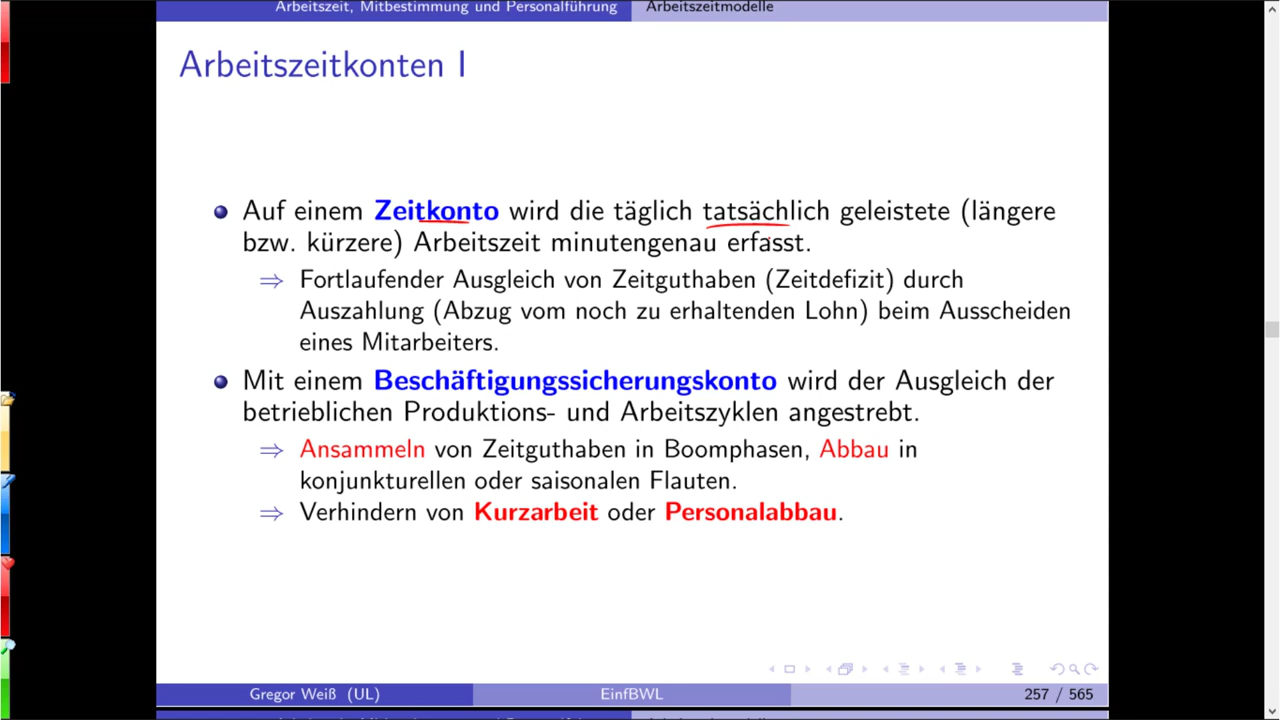 Arbeitszeit, Mitbestimmung und Personalführung Arbeitszeitmodelle
Arbeitszeitkonten I
Auf einem Zeitkonto wird die täglich tatsächlich geleistete (längere
bzw. kürzere) Arbeitszeit minutengenau erfasst.
⇒ Fortlaufender Ausgleich von Zeitguthaben (Zeitdefizit) durch
Auszahlung (Abzug vom noch zu erhaltenden Lohn) beim Ausscheiden
eines Mitarbeiters.
Mit einem Beschäftigungssicherungskonto wird der Ausgleich der
betrieblichen Produktions- und Arbeitszyklen angestrebt.
⇒ Ansammeln von Zeitguthaben in Boomphasen, Abbau in
konjunkturellen oder saisonalen Flauten.
⇒ Verhindern von Kurzarbeit oder Personalabbau.
Gregor Weiß (UL) EinfBWL 257 / 565